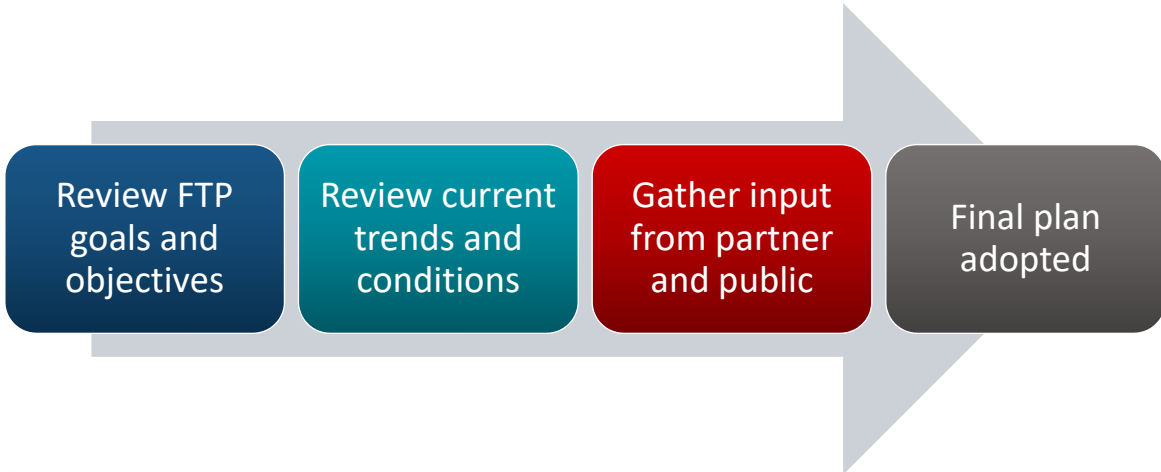 Review FTP
goals and
objectives
Review current
trends and
conditions
Gather input
from partner
and public
Final plan
adopted